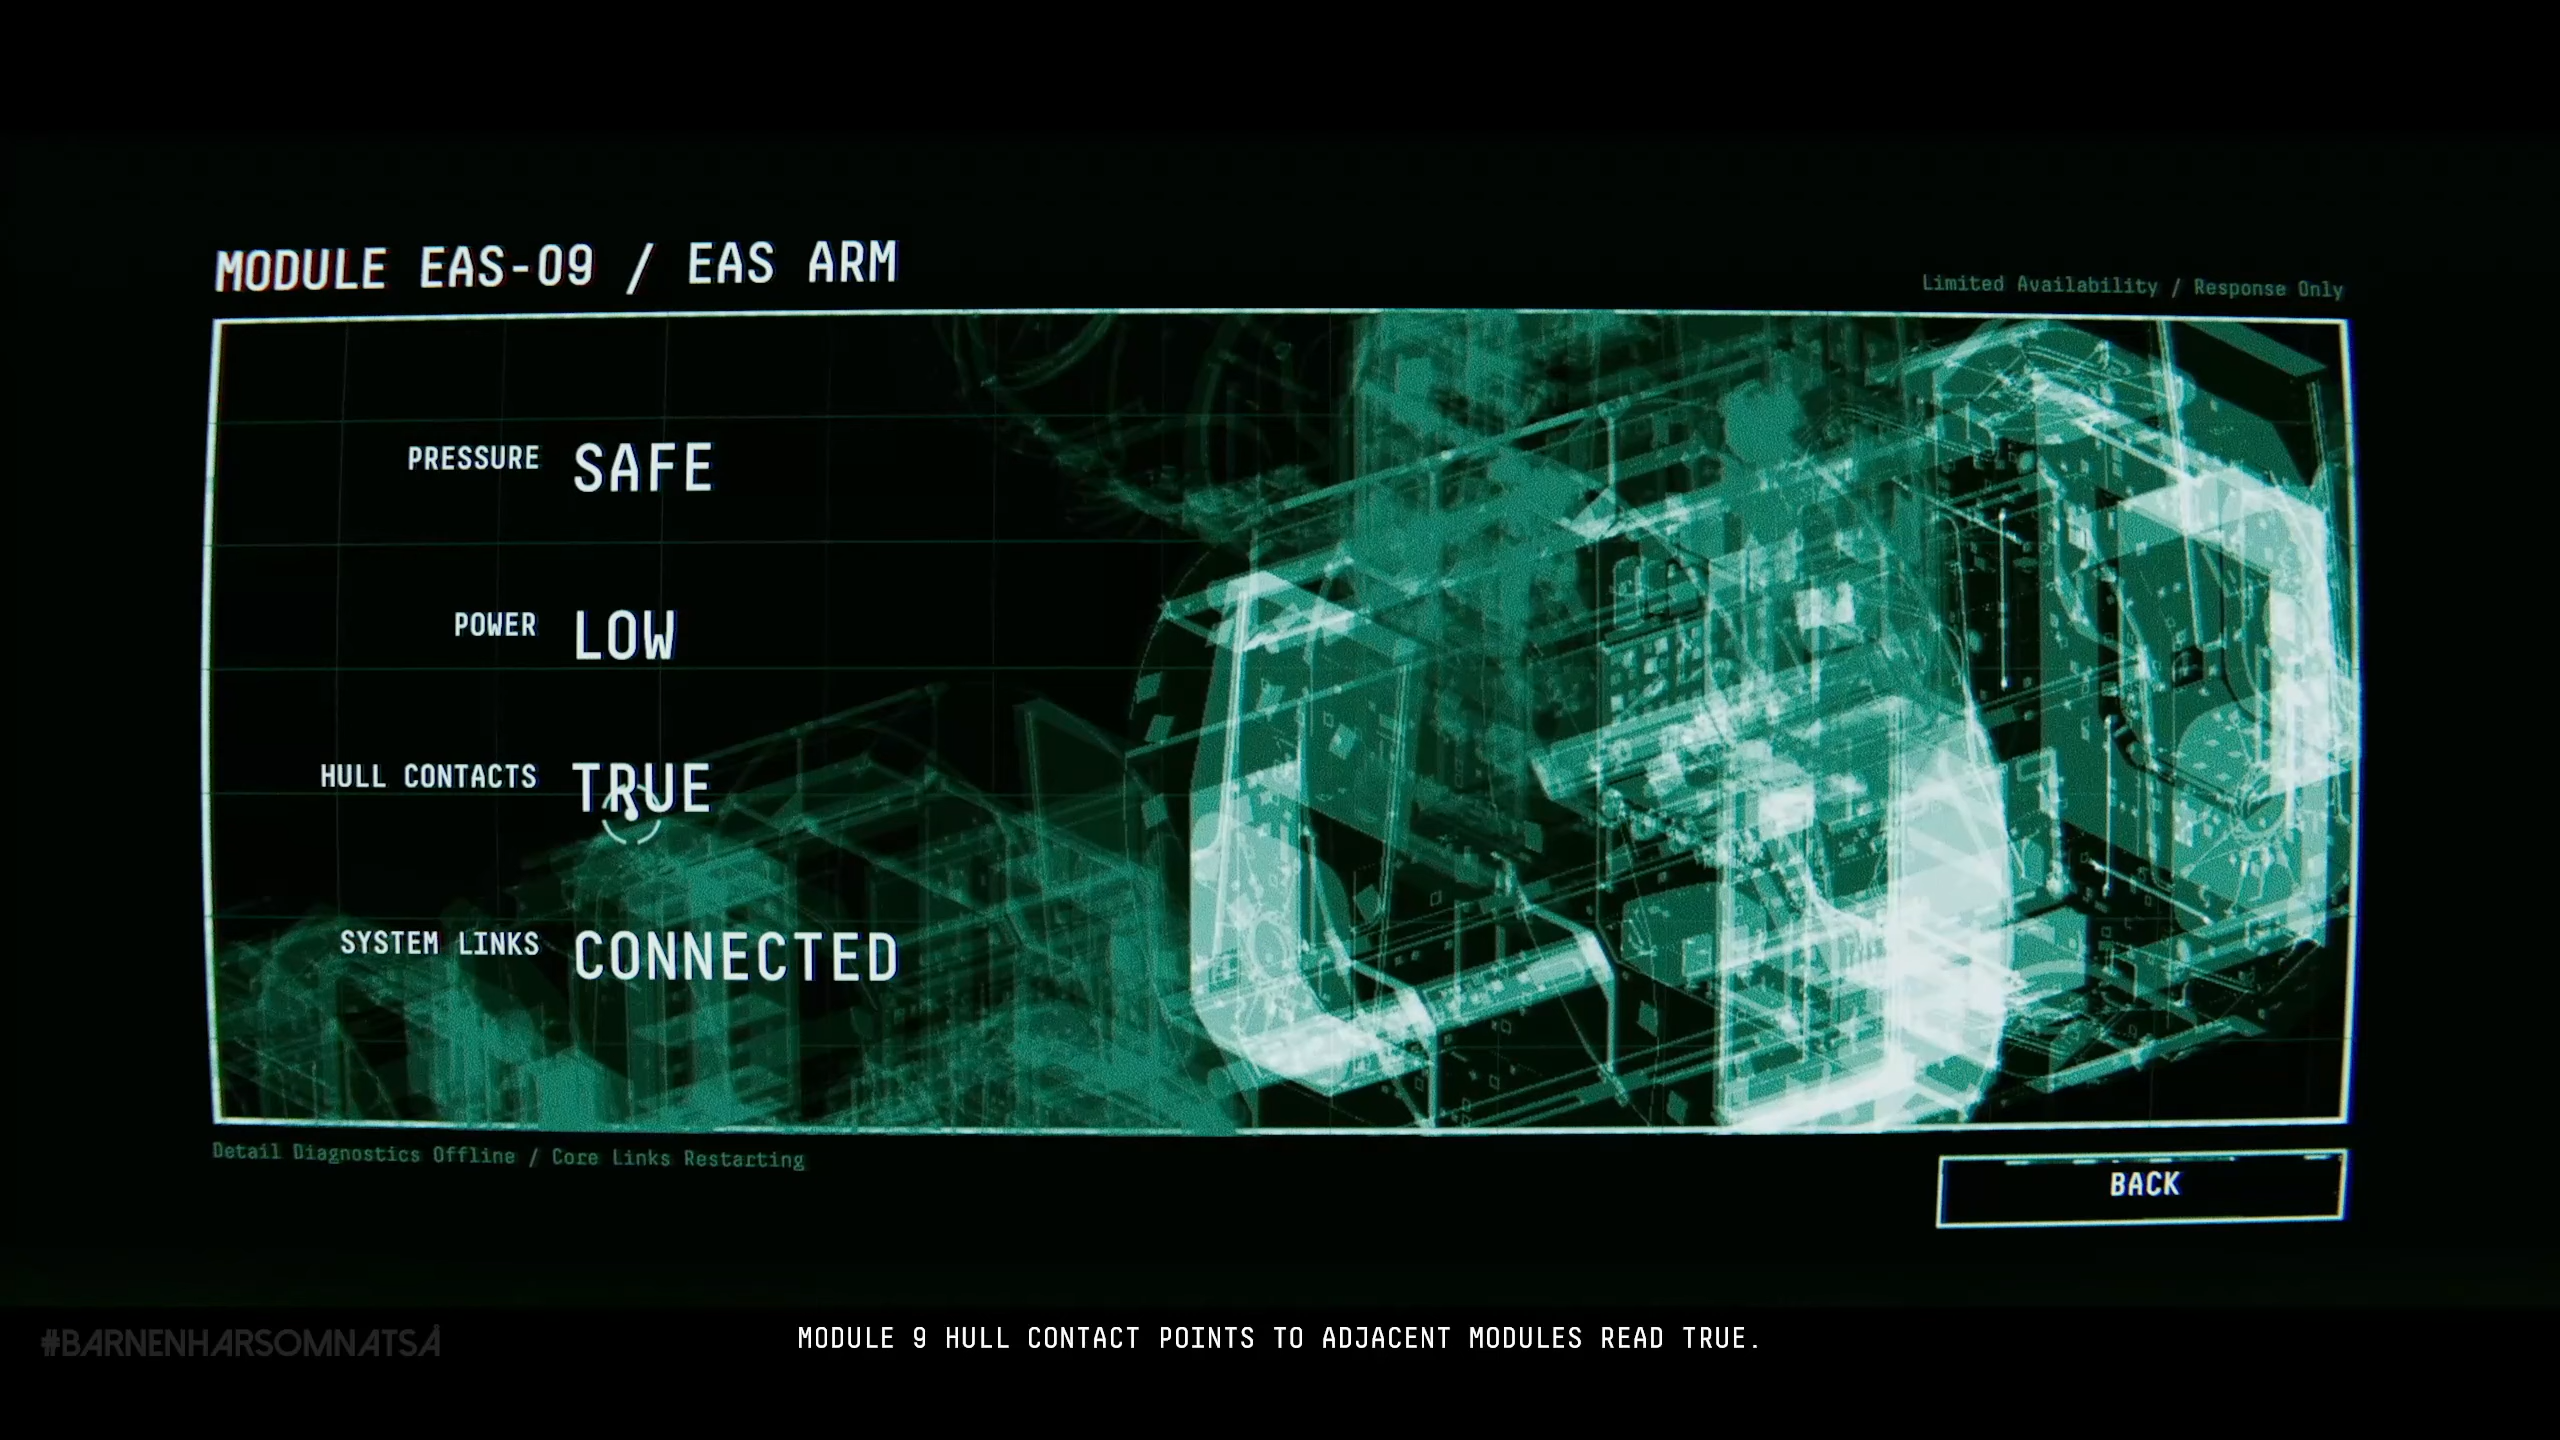 MODULE EAS-09 / EAS ARM
Limited Availability / Response Only
PRESSURE SAFE
POWER LOW
HULL CONTACTS TRUE
SYSTEM LINKS CONNECTED
Detail Diagnostics Offline / Core Links Restarting
BACK
#BARNENHARSOMNATSÅ
MODULE 9 HULL CONTACT POINTS TO ADJACENT MODULES READ TRUE.